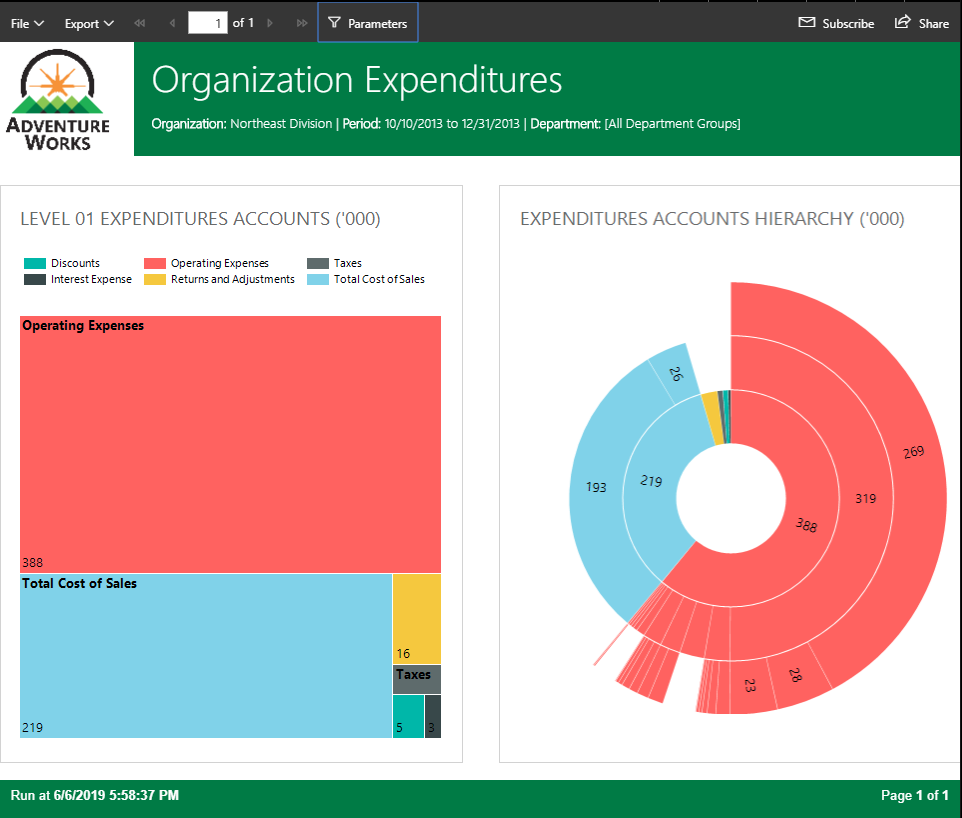 File Export 1 of 1 Parameters Subscribe Share
ADVENTURE
WORKS
Organization Expenditures
Organization: Northeast Division | Period: 10/10/2013 to 12/31/2013 | Department: [All Department Groups]
LEVEL 01 EXPENDITURES ACCOUNTS ('000)
Discounts Operating Expenses Taxes
Interest Expense Returns and Adjustments Total Cost of Sales
Operating Expenses
388
Total Cost of Sales
16
Taxes
219
5
3
EXPENDITURES ACCOUNTS HIERARCHY ('000)
26
269
193
219
319
388
28
23
Run at 6/6/2019 5:58:37 PM
Page 1 of 1